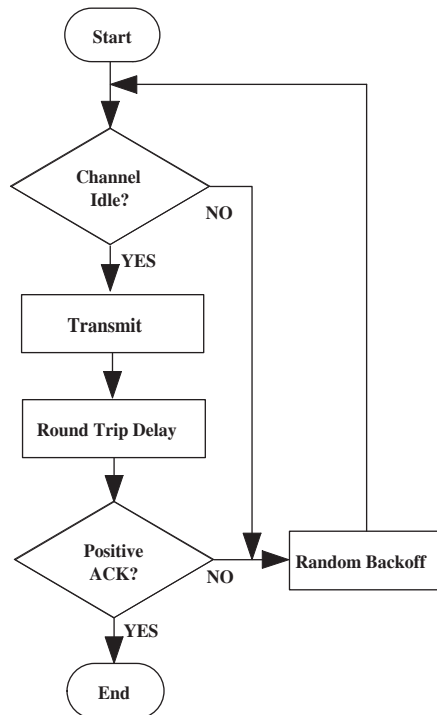 Start
Channel
Idle?
NO
YES
Transmit
Round Trip Delay
Positive
ACK?
NO
Random Backoff
YES
End